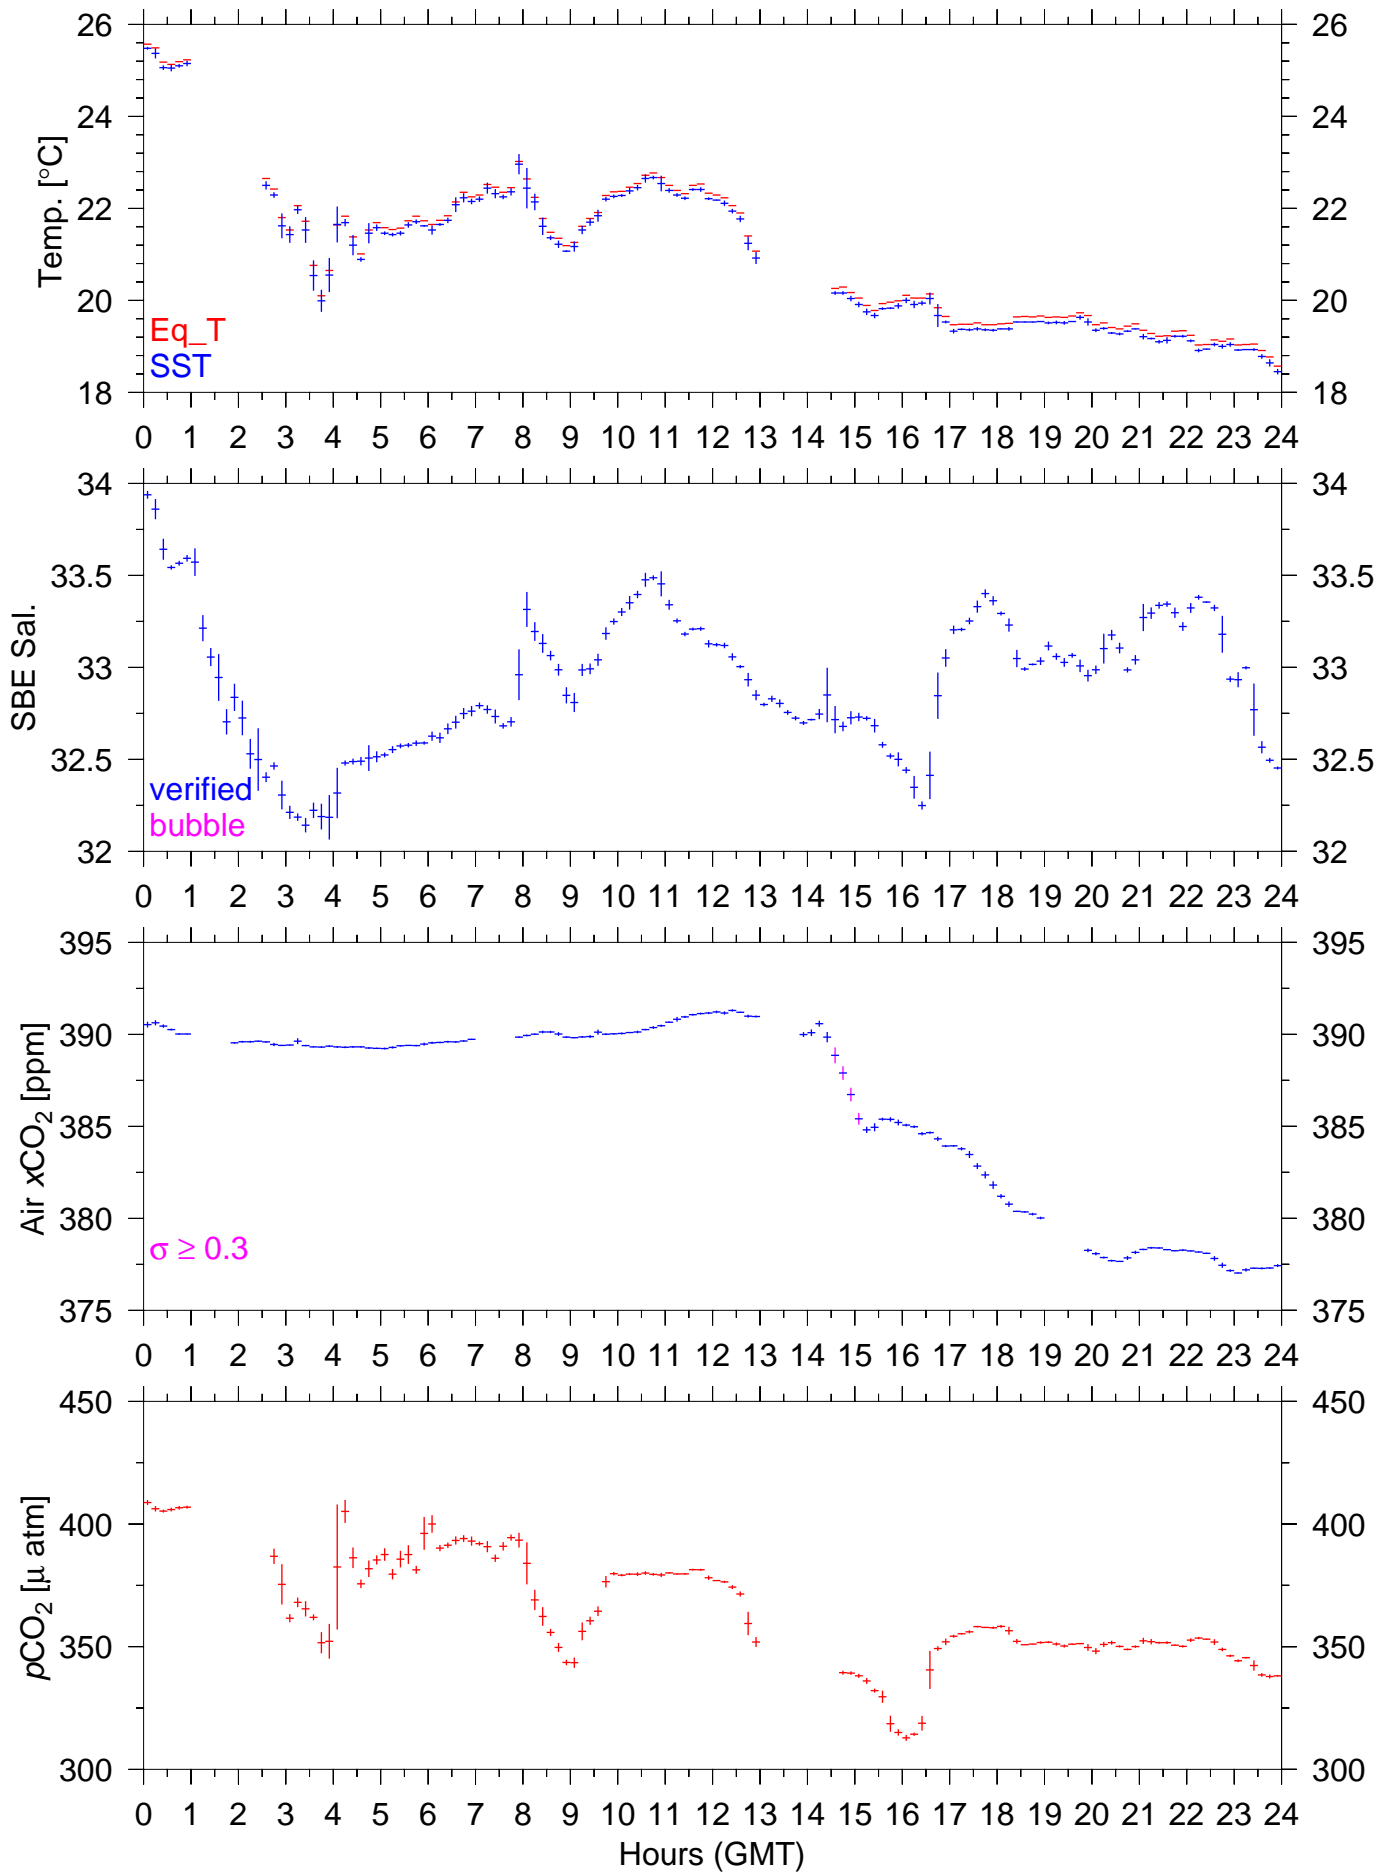 26 26
24 24
22 22
20 20
18 18
Temp. [°C]
Eq_T
SST
0 1 2 3 4 5 6 7 8 9 10 11 12 13 14 15 16 17 18 19 20 21 22 23 24
34 34
33.5 33.5
33 33
32.5 32.5
32 32
SBE Sal.
verified
bubble
0 1 2 3 4 5 6 7 8 9 10 11 12 13 14 15 16 17 18 19 20 21 22 23 24
395 395
390 390
385 385
380 380
375 375
Air xCO₂ [ppm]
σ ≥ 0.3
0 1 2 3 4 5 6 7 8 9 10 11 12 13 14 15 16 17 18 19 20 21 22 23 24
450 450
400 400
350 350
300 300
pCO₂ [μ atm]
0 1 2 3 4 5 6 7 8 9 10 11 12 13 14 15 16 17 18 19 20 21 22 23 24
Hours (GMT)